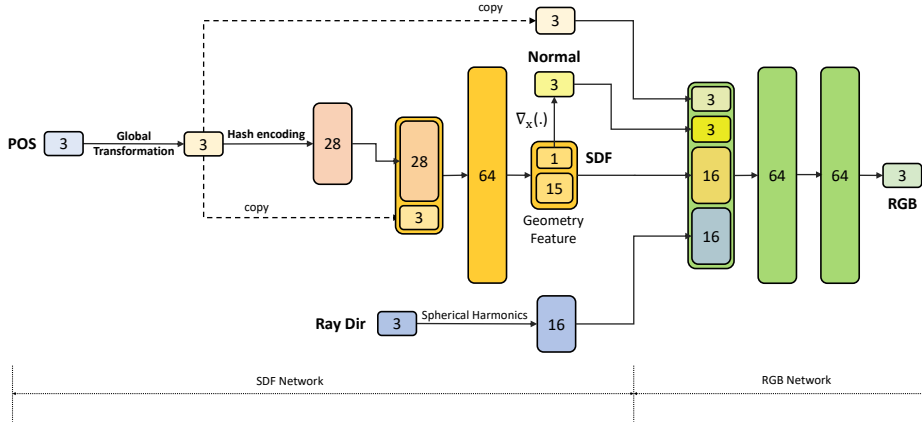 copy
3
Normal
3
3
∇x(.)
POS
3
Global
Transformation
3
Hash encoding
28
28
3
64
1
SDF
15
Geometry
Feature
copy
3
16
16
64
64
3
RGB
Ray Dir
3
Spherical Harmonics
16
SDF Network
RGB Network